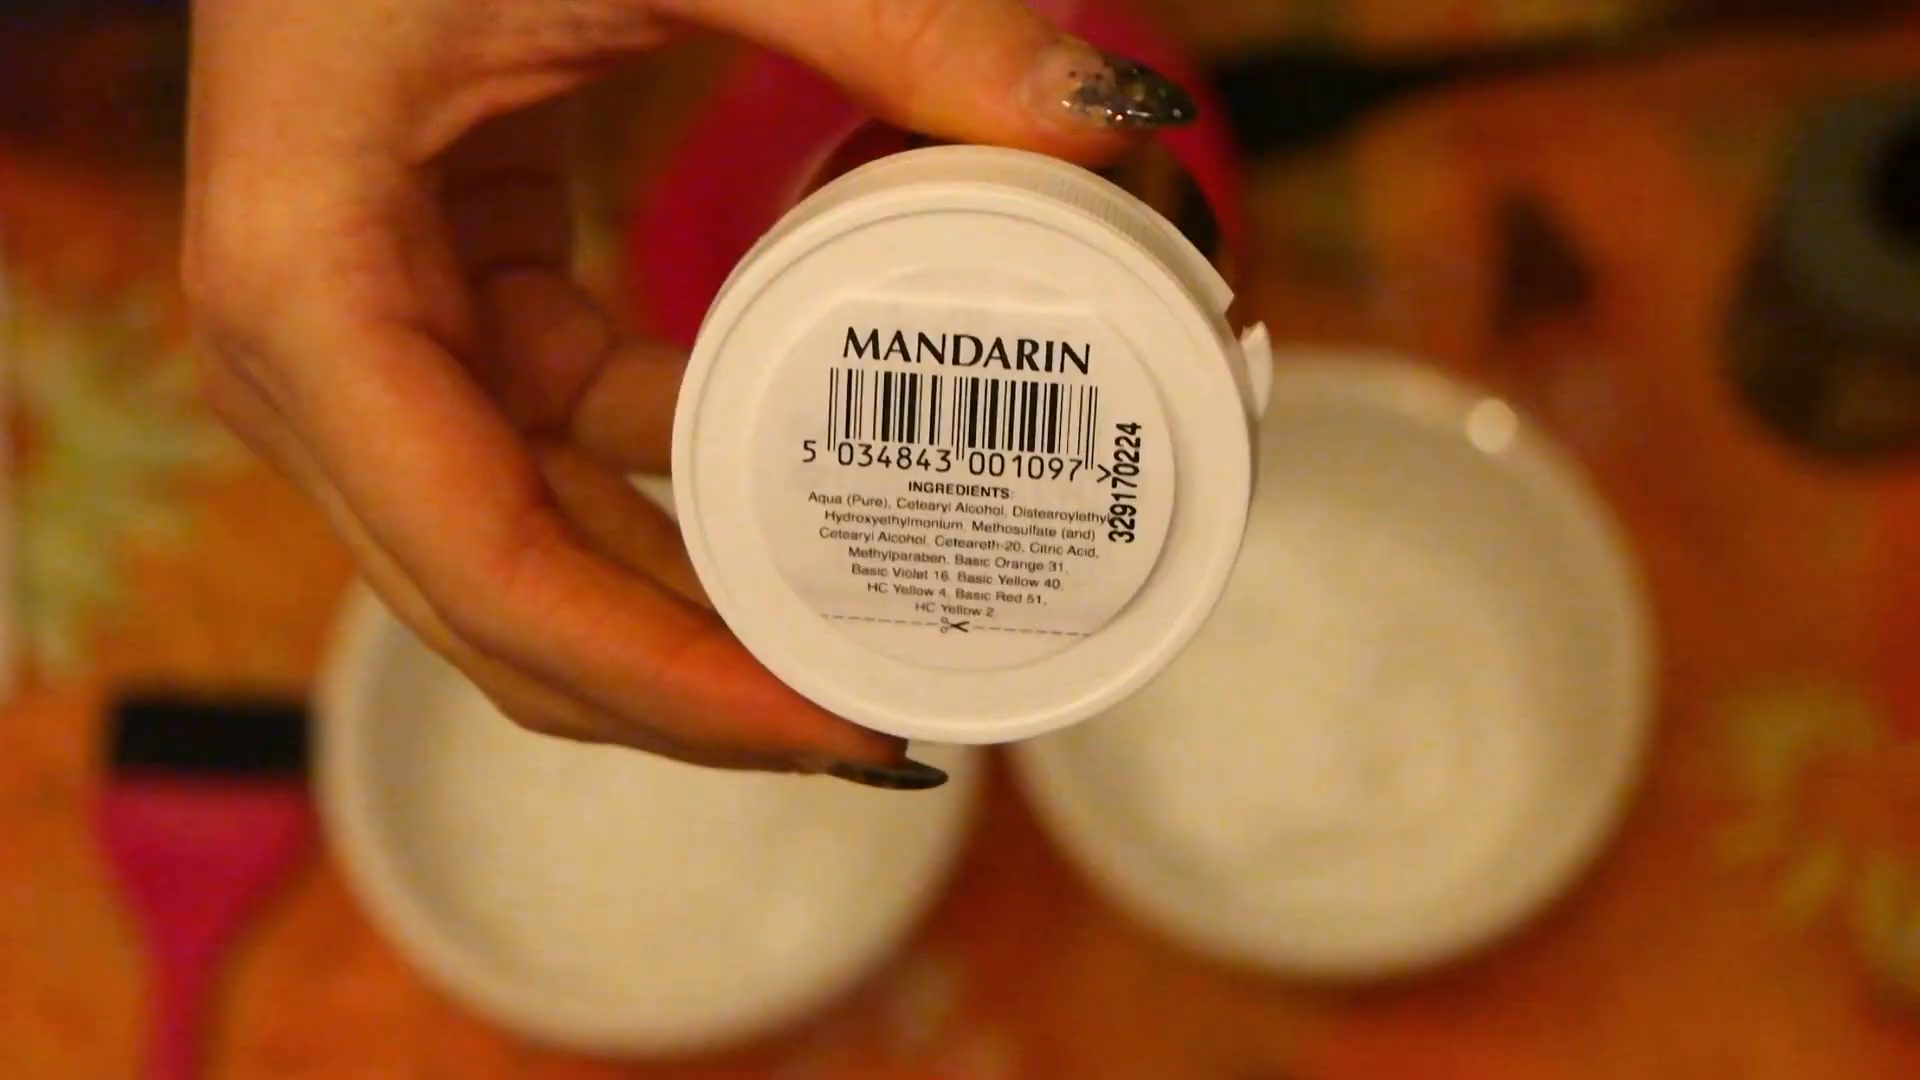 MANDARIN
5 034843 001097 >
329170224
INGREDIENTS:
Aqua (Pure), Cetearyl Alcohol, Distearoylethyl
Hydroxyethylmonium, Methosulfate (and)
Cetearyl Alcohol, Ceteareth-20, Citric Acid,
Methylparaben, Basic Orange 31,
Basic Violet 16, Basic Yellow 40,
HC Yellow 4, Basic Red 51,
HC Yellow 2